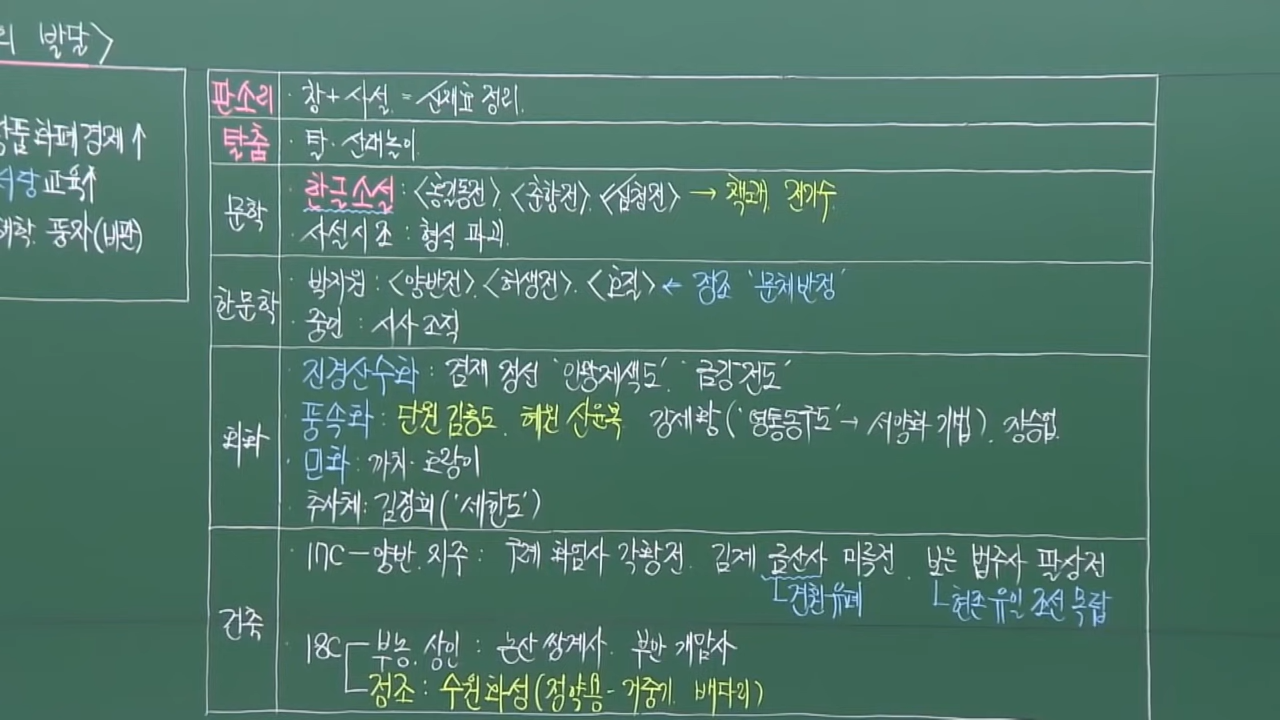 의 발달>
상품화폐경제↑
서당교육↑
해학. 풍자(비판)
판소리 · 창+사설. = 신재효 정리.
탈춤 · 탈·산대놀이.
문학 · 한글소설 : <홍길동전>. <춘향전>. <심청전> → 책쾌. 전기수.
· 사설시조 : 형식 파괴.
한문학 · 박지원 : <양반전>. <허생전>. <호질> ← 정조 '문체반정'
· 중인 : 시사 조직
회화 · 진경산수화 : 겸재 정선 '인왕제색도'. '금강전도'
· 풍속화 : 단원 김홍도. 혜원 신윤복 강세황('영통동구도' → 서양화 기법). 장승업.
· 민화 : 까치·호랑이
· 추사체 : 김정희('세한도')
건축 · 17C - 양반. 지주 : 구례 화엄사 각황전. 김제 금산사 미륵전. 보은 법주사 팔상전
견훤유폐 현존 유일 조선 목탑
· 18C 부농. 상인 : 논산 쌍계사. 부안 개암사
정조 : 수원화성(정약용 - 거중기. 배다리)